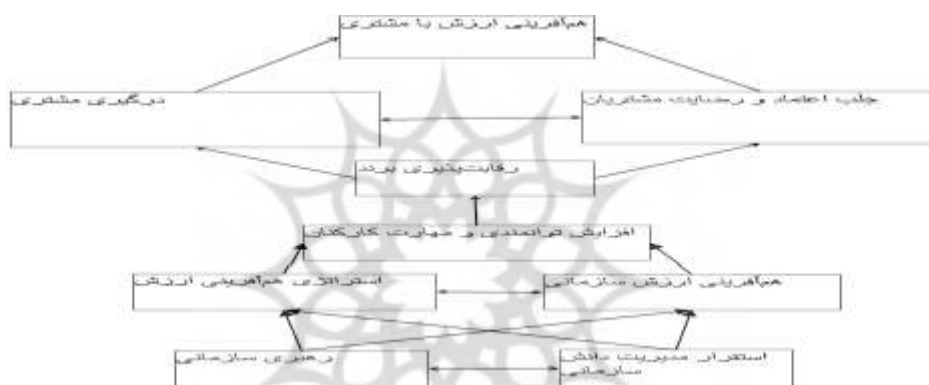 هم‌آفرینی ارزش با مشتری
جلب اعتماد و رضایت مشتریان
درگیری مشتری
رقابت‌پذیری برند
افزایش توانمندی و مهارت کارکنان
هم‌آفرینی ارزش سازمانی
استراتژی هم‌آفرینی ارزش
استقرار مدیریت دانش
سازمانی
رهبری سازمانی